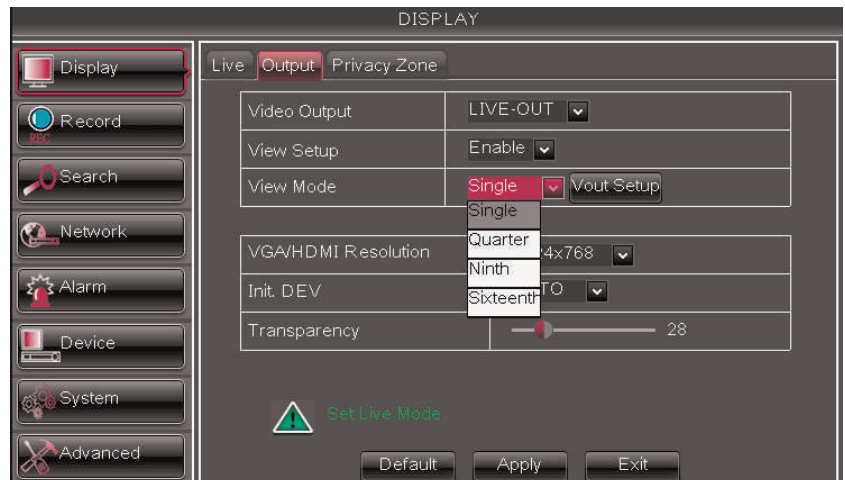 DISPLAY
Display
Record
REC
Search
Network
Alarm
Device
System
Advanced
Live Output Privacy Zone
Video Output LIVE-OUT
View Setup Enable
View Mode Single Vout Setup
Single
Quarter
Ninth
Sixteenth
VGA/HDMI Resolution 4x768
Init. DEV TO
Transparency 28
Set Live Mode
Default Apply Exit